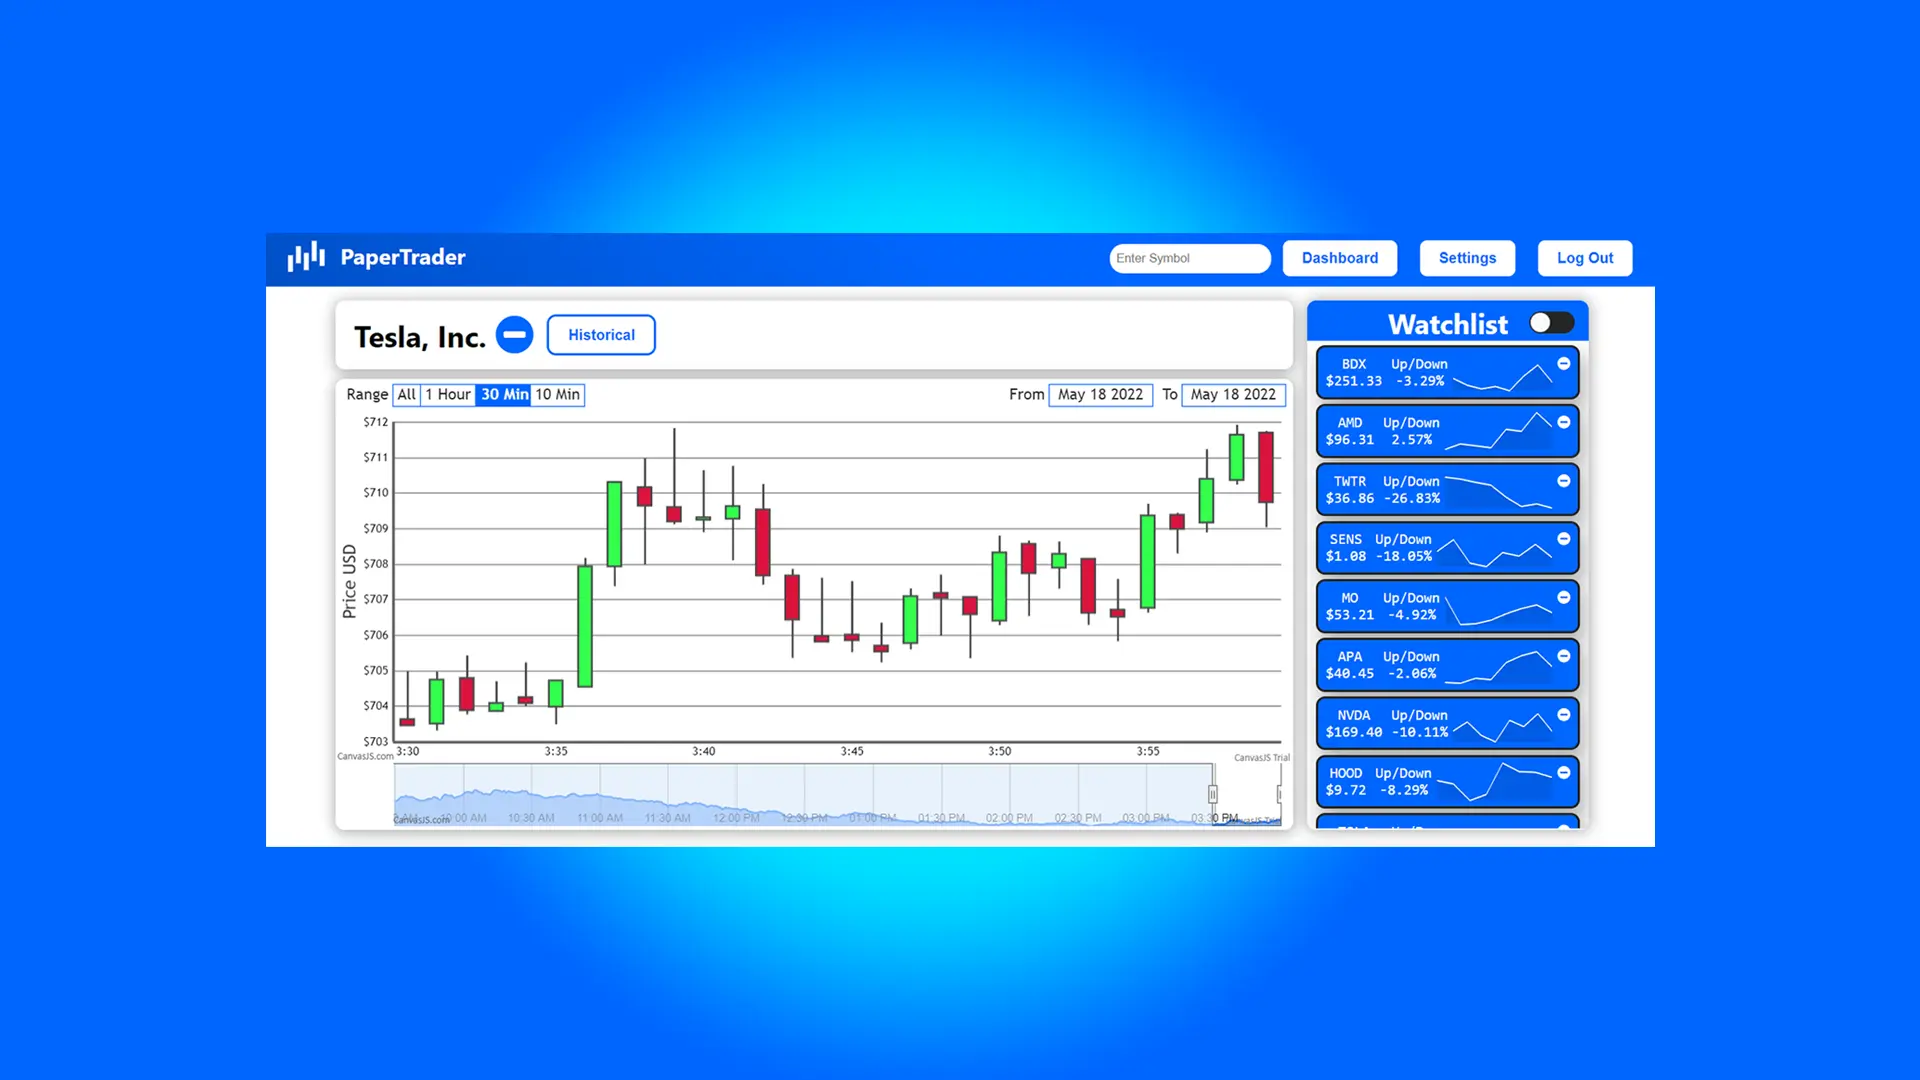 PaperTrader
Enter Symbol
Dashboard
Settings
Log Out
Tesla, Inc.
Historical
Range All 1 Hour 30 Min 10 Min
From May 18 2022 To May 18 2022
Price USD
$712
$711
$710
$709
$708
$707
$706
$705
$704
$703
3:30 3:35 3:40 3:45 3:50 3:55
CanvasJS.com
CanvasJS Trial
10:30 AM 11:00 AM 11:30 AM 12:00 PM 12:30 PM 01:00 PM 01:30 PM 02:00 PM 02:30 PM 03:00 PM 03:30 PM
CanvasJS.com
Watchlist
BDX Up/Down
$251.33 -3.29%
AMD Up/Down
$96.31 2.57%
TWTR Up/Down
$36.86 -26.83%
SENS Up/Down
$1.08 -18.05%
MO Up/Down
$53.21 -4.92%
APA Up/Down
$40.45 -2.06%
NVDA Up/Down
$169.40 -10.11%
HOOD Up/Down
$9.72 -8.29%